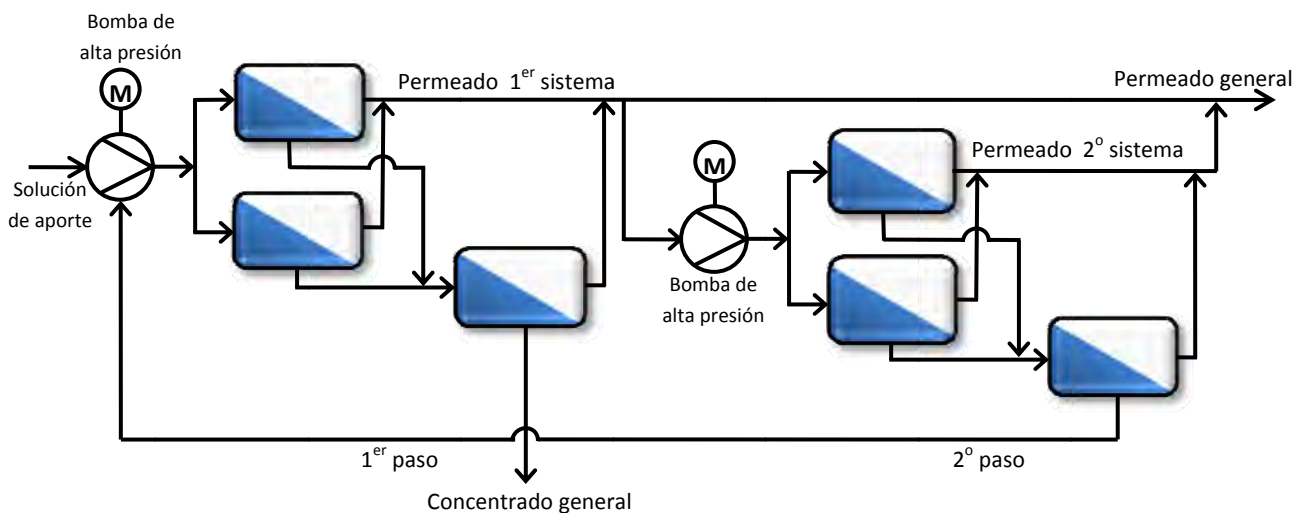 Bomba de
alta presión
M
Solución
de aporte
Permeado 1er sistema
Permeado general
M
Permeado 2o sistema
Bomba de
alta presión
1er paso
2o paso
Concentrado general